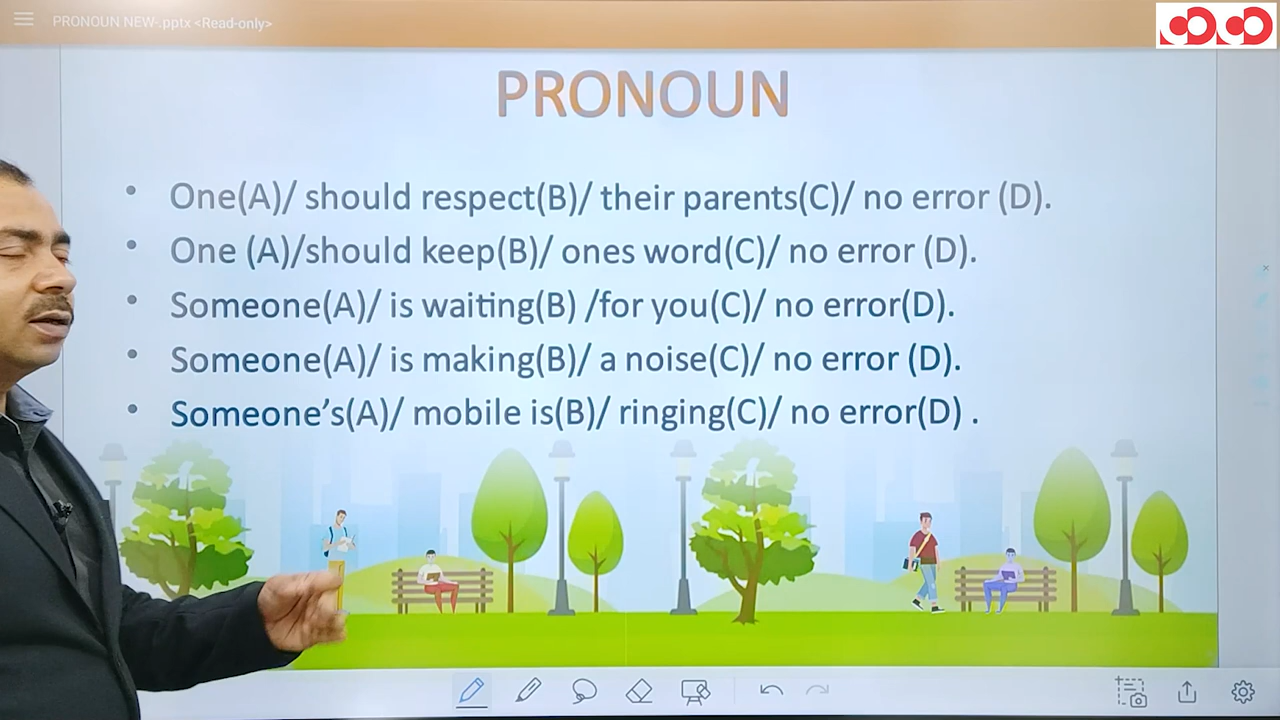 PRONOUN NEW-.pptx <Read-only>
PRONOUN
• One(A)/ should respect(B)/ their parents(C)/ no error (D).
• One (A)/should keep(B)/ ones word(C)/ no error (D).
• Someone(A)/ is waiting(B) /for you(C)/ no error(D).
• Someone(A)/ is making(B)/ a noise(C)/ no error (D).
• Someone’s(A)/ mobile is(B)/ ringing(C)/ no error(D) .